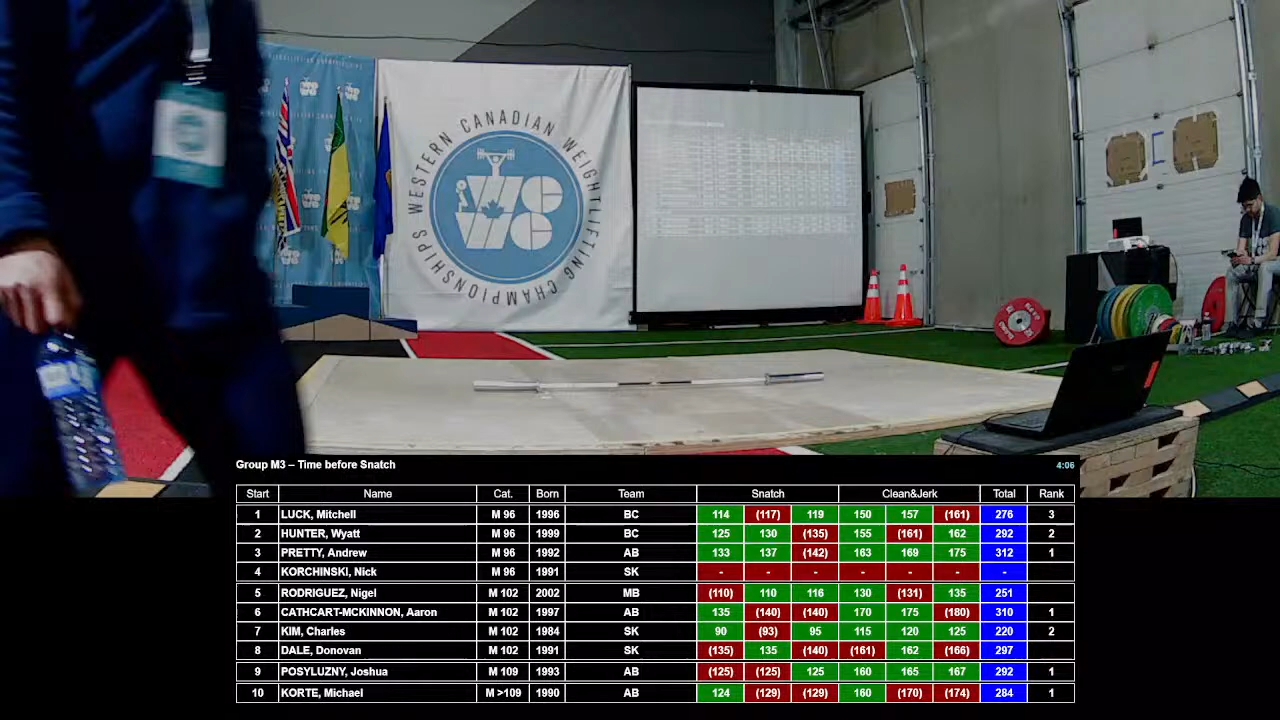 WESTERN CANADIAN WEIGHTLIFTING CHAMPIONSHIPS
WC
WC
Group M3 – Time before Snatch 4:06
Start Name Cat. Born Team Snatch Clean&Jerk Total Rank
1 LUCK, Mitchell M 96 1996 BC 114 (117) 119 150 157 (161) 276 3
2 HUNTER, Wyatt M 96 1999 BC 125 130 (135) 155 (161) 162 292 2
3 PRETTY, Andrew M 96 1992 AB 133 137 (142) 163 169 175 312 1
4 KORCHINSKI, Nick M 96 1991 SK - - - - - - -
5 RODRIGUEZ, Nigel M 102 2002 MB (110) 110 116 130 (131) 135 251
6 CATHCART-MCKINNON, Aaron M 102 1997 AB 135 (140) (140) 170 175 (180) 310 1
7 KIM, Charles M 102 1984 SK 90 (93) 95 115 120 125 220 2
8 DALE, Donovan M 102 1991 SK (135) 135 (140) (161) 162 (166) 297
9 POSYLUZNY, Joshua M 109 1993 AB (125) (125) 125 160 165 167 292 1
10 KORTE, Michael M >109 1990 AB 124 (129) (129) 160 (170) (174) 284 1